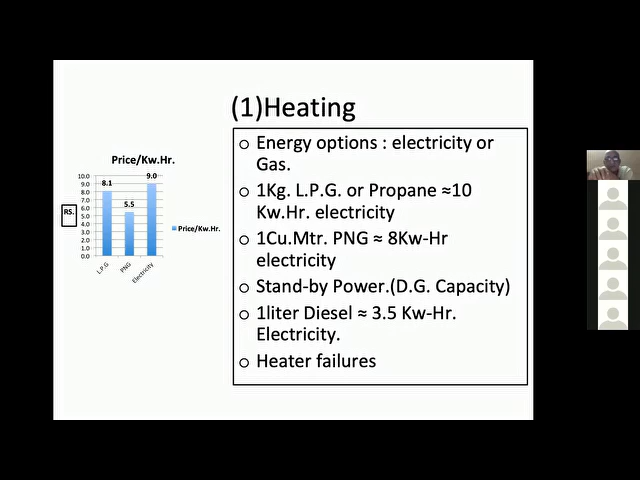 (1)Heating
Price/Kw.Hr.
10.0
9.0
8.0
7.0
6.0
5.0
4.0
3.0
2.0
1.0
0.0
RS.
8.1
5.5
9.0
L.P.G
PNG
Electricity
Price/Kw.Hr.
o Energy options : electricity or
Gas.
o 1Kg. L.P.G. or Propane ≈10
Kw.Hr. electricity
o 1Cu.Mtr. PNG ≈ 8Kw-Hr
electricity
o Stand-by Power.(D.G. Capacity)
o 1liter Diesel ≈ 3.5 Kw-Hr.
Electricity.
o Heater failures